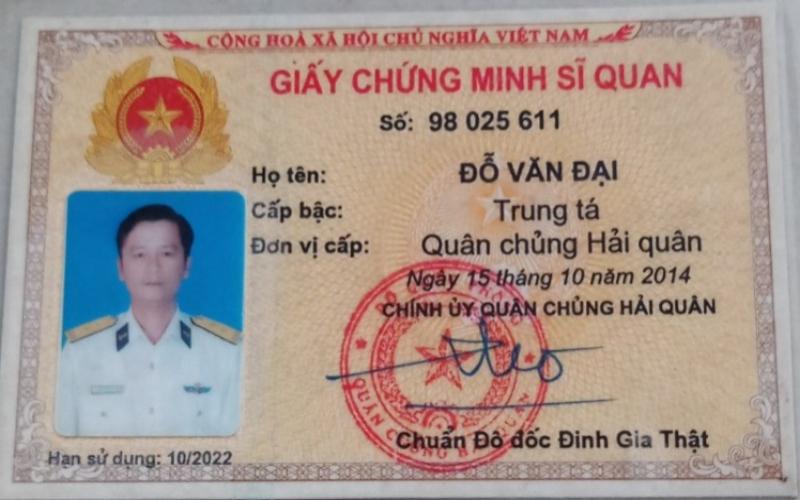 CỘNG HOÀ XÃ HỘI CHỦ NGHĨA VIỆT NAM
GIẤY CHỨNG MINH SĨ QUAN
Số: 98 025 611
Họ tên: ĐỖ VĂN ĐẠI
Cấp bậc: Trung tá
Đơn vị cấp: Quân chủng Hải quân
Ngày 15 tháng 10 năm 2014
CHÍNH ỦY QUÂN CHỦNG HẢI QUÂN
QUÂN CHỦNG HẢI QUÂN
Chuẩn Đô đốc Đinh Gia Thật
Hạn sử dụng: 10/2022